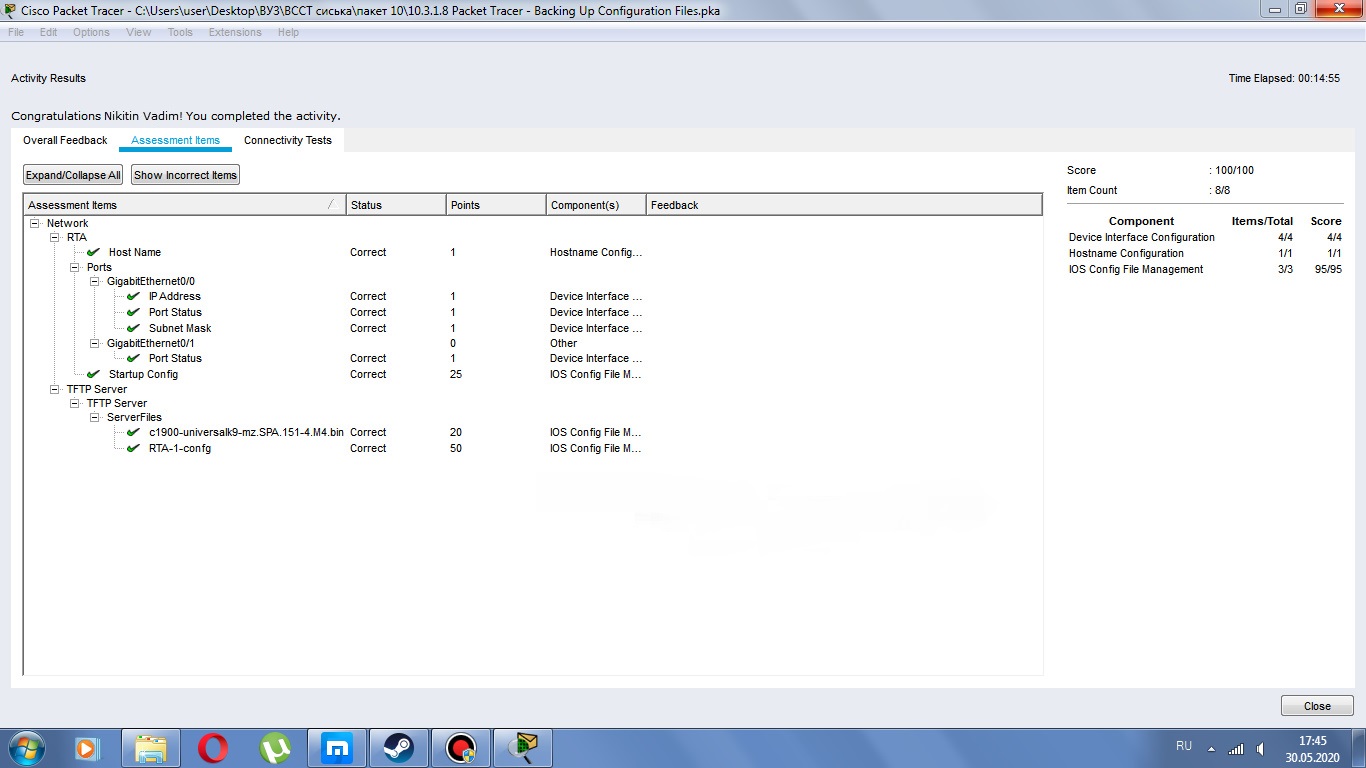 Cisco Packet Tracer - C:\Users\user\Desktop\ВУЗ\ВССТ сиська\пакет 10\10.3.1.8 Packet Tracer - Backing Up Configuration Files.pka
File Edit Options View Tools Extensions Help
Activity Results
Time Elapsed: 00:14:55
Congratulations Nikitin Vadim! You completed the activity.
Overall Feedback Assessment Items Connectivity Tests
Expand/Collapse All Show Incorrect Items
Assessment Items Status Points Component(s) Feedback
Network
RTA
Host Name Correct 1 Hostname Config...
Ports
GigabitEthernet0/0
IP Address Correct 1 Device Interface ...
Port Status Correct 1 Device Interface ...
Subnet Mask Correct 1 Device Interface ...
GigabitEthernet0/1 0 Other
Port Status Correct 1 Device Interface ...
Startup Config Correct 25 IOS Config File M...
TFTP Server
TFTP Server
ServerFiles
c1900-universalk9-mz.SPA.151-4.M4.bin Correct 20 IOS Config File M...
RTA-1-confg Correct 50 IOS Config File M...
Score : 100/100
Item Count : 8/8
Component Items/Total Score
Device Interface Configuration 4/4 4/4
Hostname Configuration 1/1 1/1
IOS Config File Management 3/3 95/95
Close
RU
17:45
30.05.2020